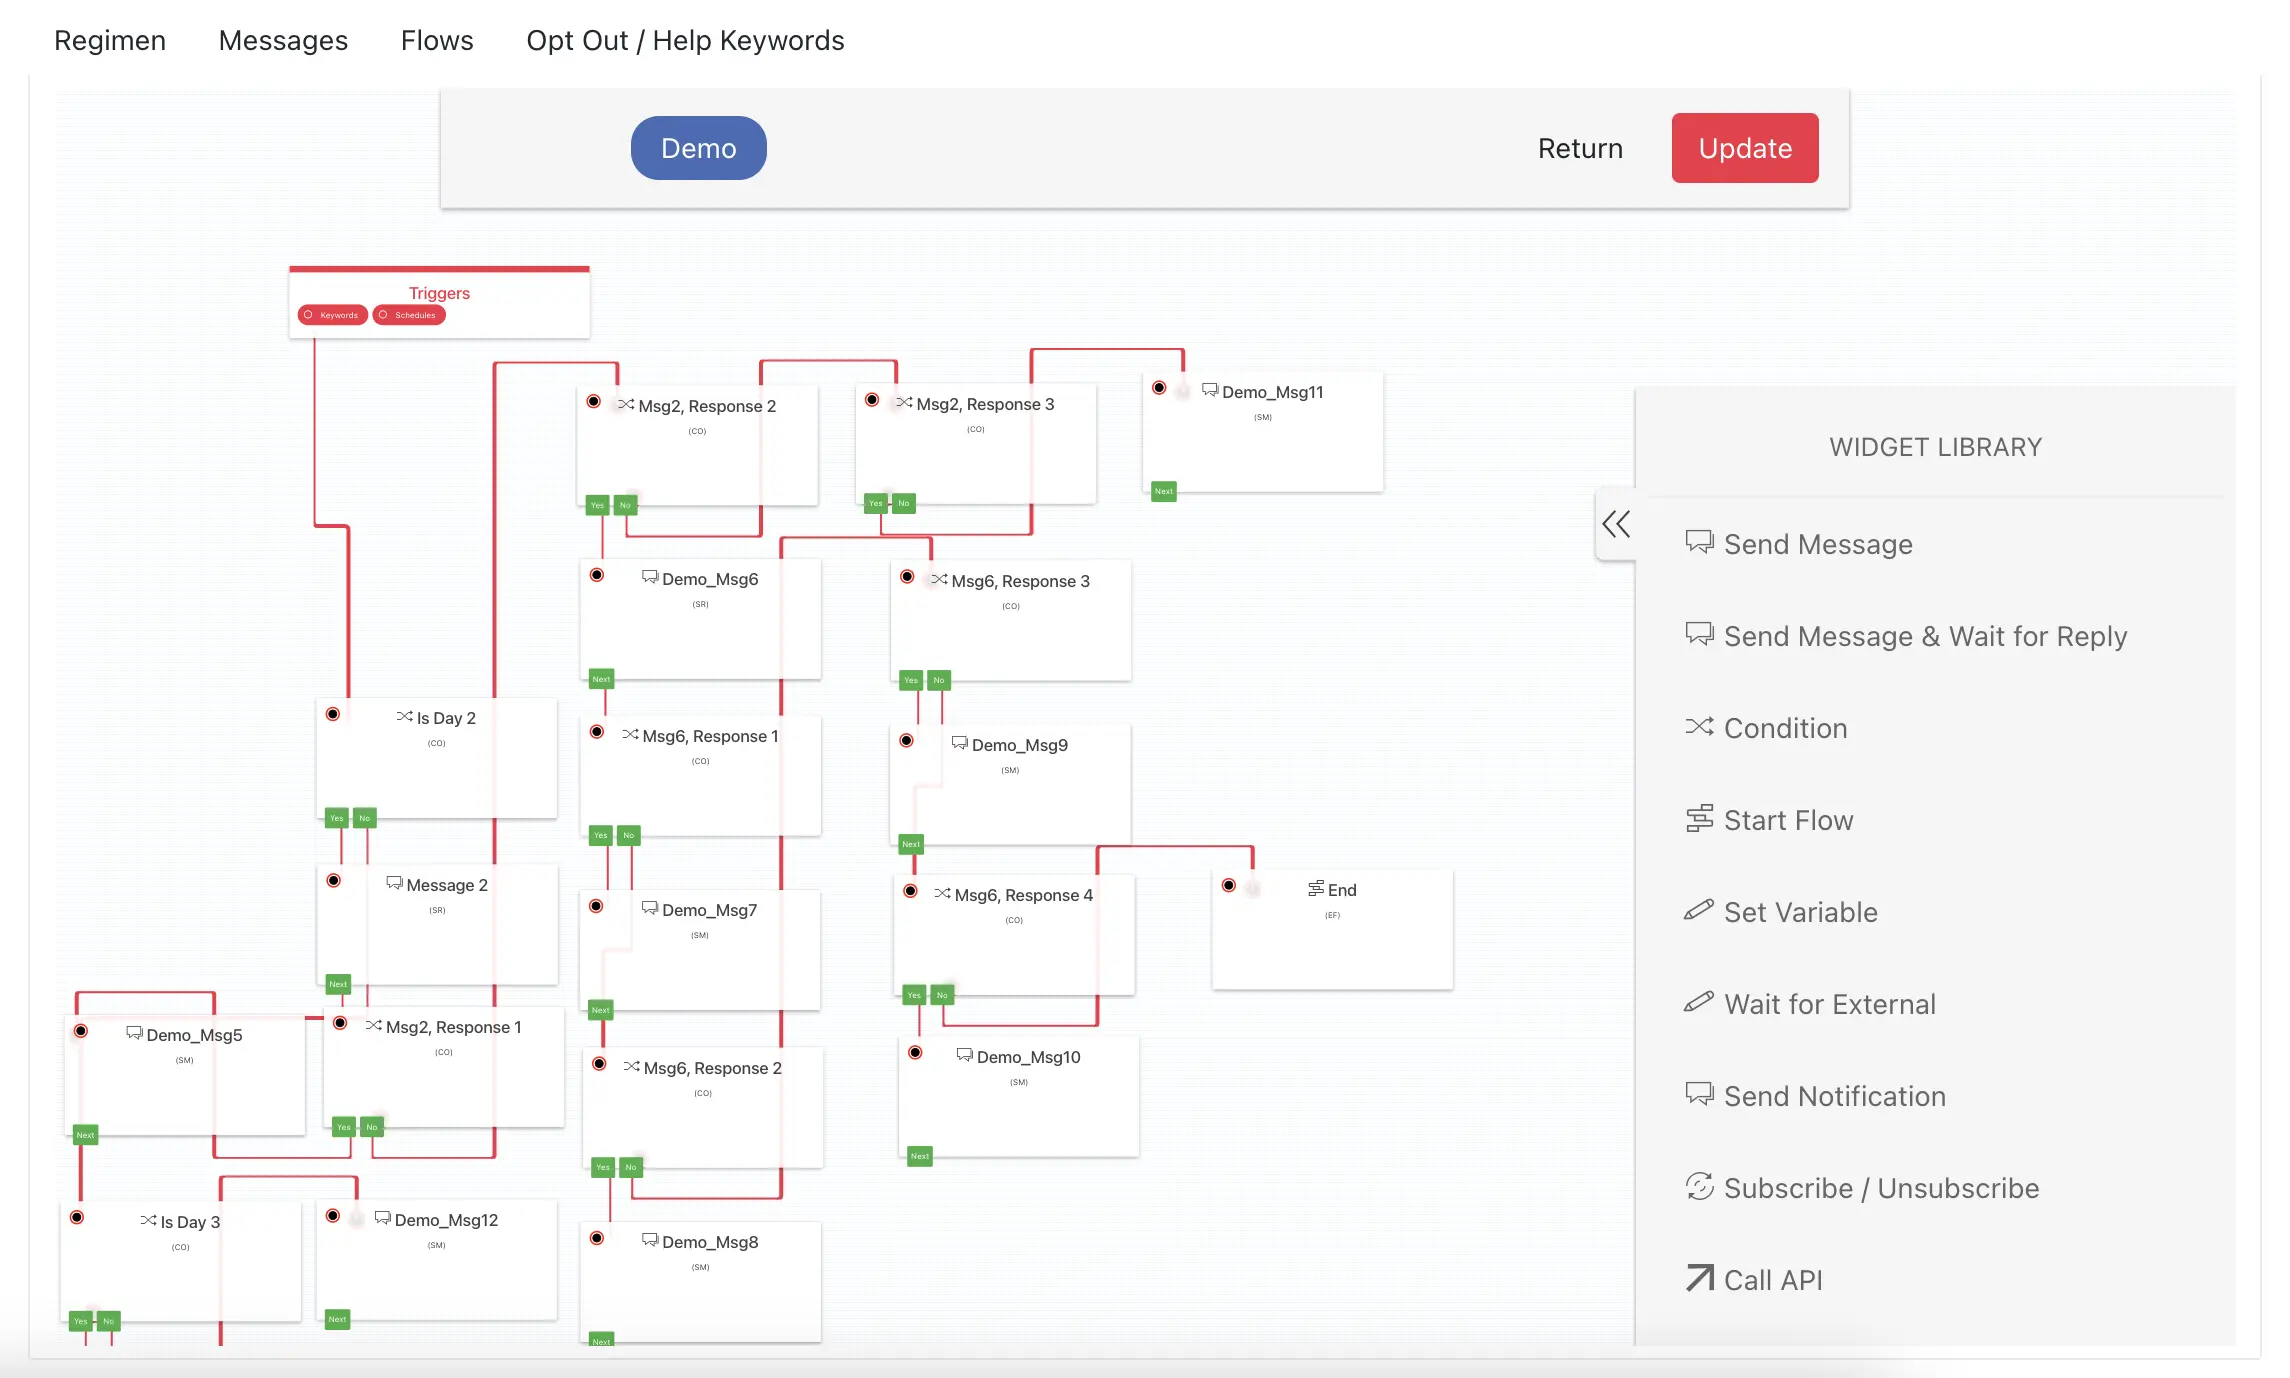 Regimen Messages Flows Opt Out / Help Keywords
Demo Return Update
Triggers
Keywords Schedules
Msg2, Response 2
(CO)
Yes No
Msg2, Response 3
(CO)
Yes No
Demo_Msg11
(SM)
Next
Demo_Msg6
(SR)
Next
Msg6, Response 3
(CO)
Yes No
Is Day 2
(CO)
Yes No
Msg6, Response 1
(CO)
Yes No
Demo_Msg9
(SM)
Next
Message 2
(SR)
Next
Demo_Msg7
(SM)
Next
Msg6, Response 4
(CO)
Yes No
End
(EF)
Demo_Msg5
(SM)
Next
Msg2, Response 1
(CO)
Yes No
Msg6, Response 2
(CO)
Yes No
Demo_Msg10
(SM)
Next
Is Day 3
(CO)
Yes No
Demo_Msg12
(SM)
Next
Demo_Msg8
(SM)
Next
WIDGET LIBRARY
Send Message
Send Message & Wait for Reply
Condition
Start Flow
Set Variable
Wait for External
Send Notification
Subscribe / Unsubscribe
Call API